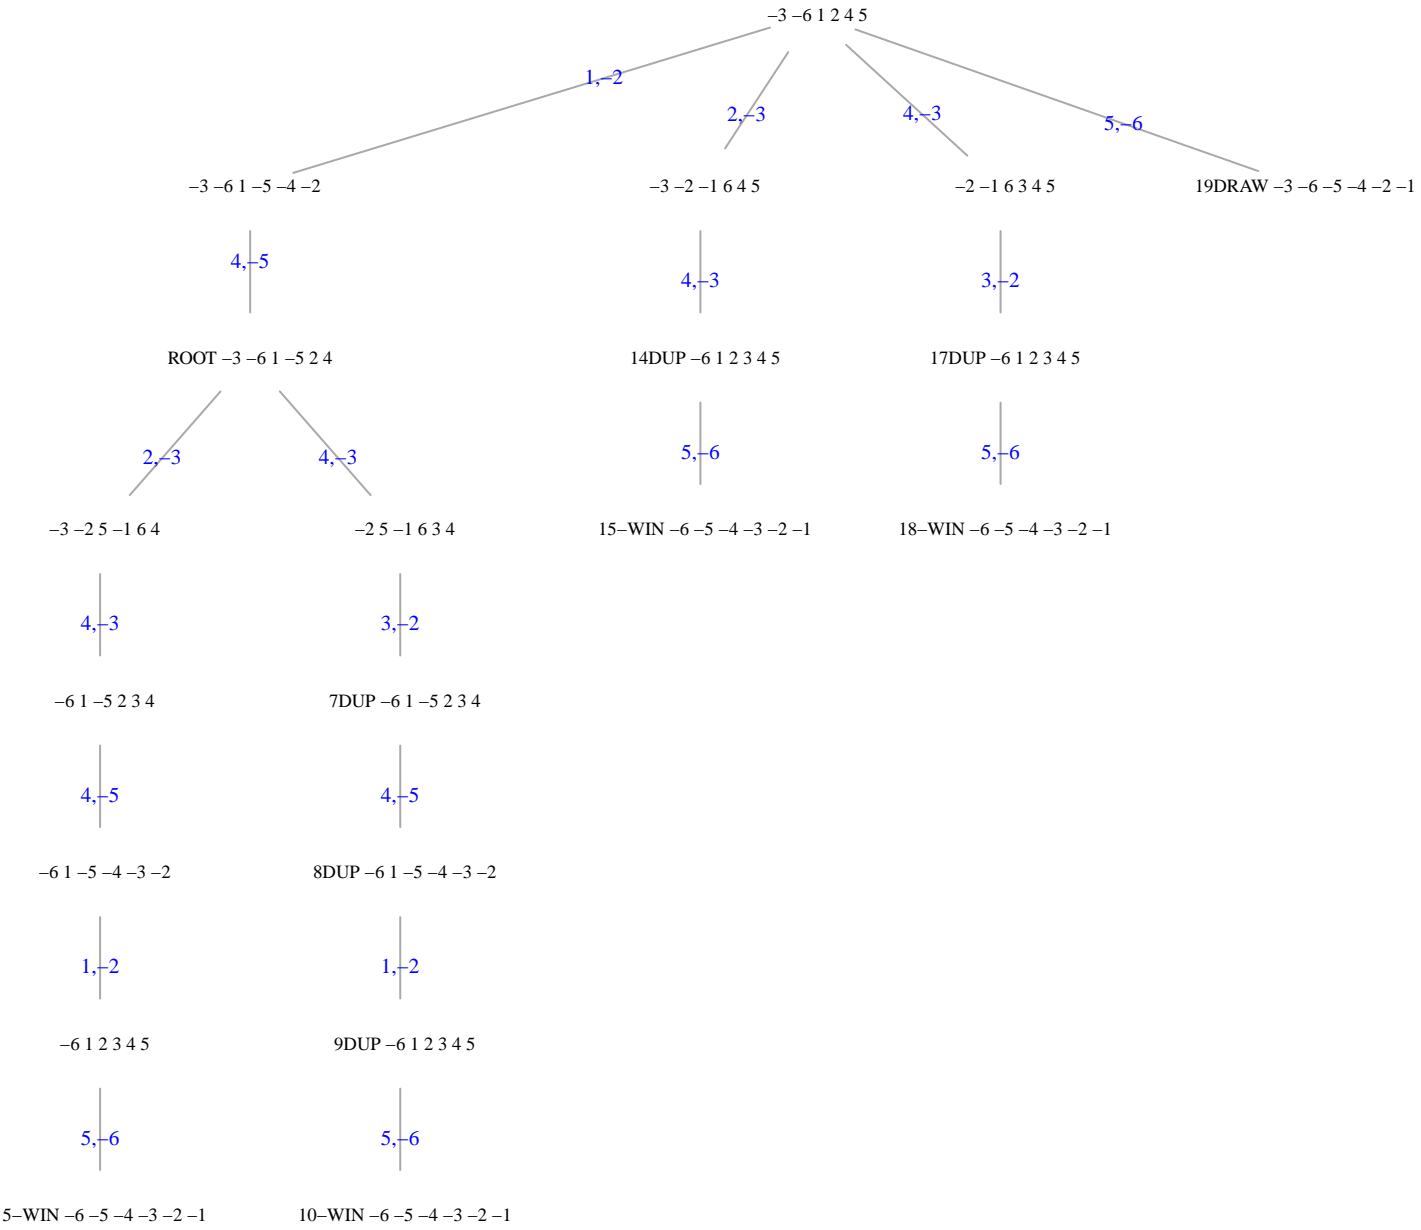 –3 –6 1 2 4 5
1,–2
2,–3
4,–3
5,–6
–3 –6 1 –5 –4 –2
–3 –2 –1 6 4 5
–2 –1 6 3 4 5
19DRAW –3 –6 –5 –4 –2 –1
4,–5
4,–3
3,–2
ROOT –3 –6 1 –5 2 4
14DUP –6 1 2 3 4 5
17DUP –6 1 2 3 4 5
2,–3
4,–3
5,–6
5,–6
–3 –2 5 –1 6 4
–2 5 –1 6 3 4
15–WIN –6 –5 –4 –3 –2 –1
18–WIN –6 –5 –4 –3 –2 –1
4,–3
3,–2
–6 1 –5 2 3 4
7DUP –6 1 –5 2 3 4
4,–5
4,–5
–6 1 –5 –4 –3 –2
8DUP –6 1 –5 –4 –3 –2
1,–2
1,–2
–6 1 2 3 4 5
9DUP –6 1 2 3 4 5
5,–6
5,–6
5–WIN –6 –5 –4 –3 –2 –1
10–WIN –6 –5 –4 –3 –2 –1